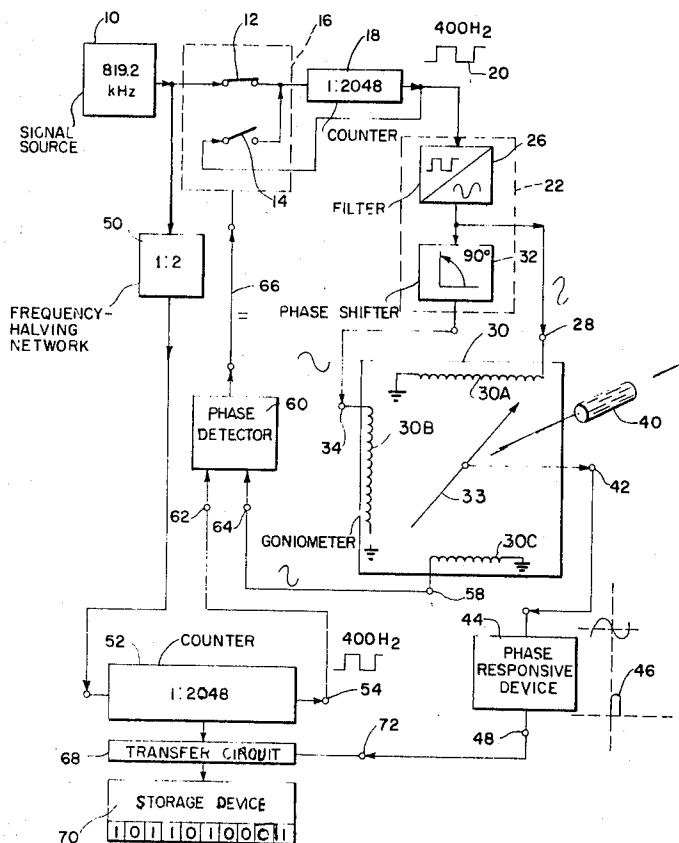 10
819.2
kHz
SIGNAL
SOURCE
12
14
16
18
1:2048
COUNTER
400H2
20
26
22
FILTER
90°
32
PHASE SHIFTER
28
50
1:2
FREQUENCY-
HALVING
NETWORK
66
60
PHASE
DETECTOR
62
64
30
30A
34
30B
33
40
42
GONIOMETER
30C
58
52
COUNTER
1:2048
400H2
54
44
PHASE
RESPONSIVE
DEVICE
46
48
68
TRANSFER CIRCUIT
72
STORAGE DEVICE
70
10110100001